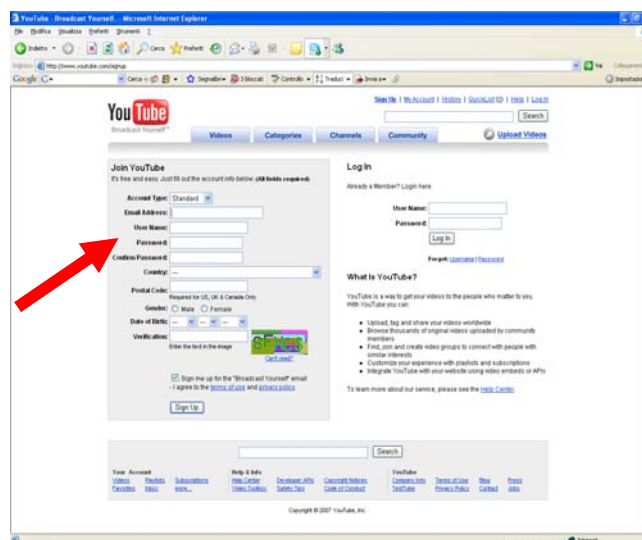 YouTube - Broadcast Yourself. - Microsoft Internet Explorer
File Modifica Visualizza Preferiti Strumenti ?
Indietro Cerca Preferiti
http://www.youtube.com/signup Vai Collegamenti
Google G Cerca Segnalibri 3 bloccati Controllo Traduci Invia a Impostazioni
Sign Up | My Account | History | QuickList (0) | Help | Log In
You Tube
Broadcast Yourself™
Search
Videos Categories Channels Community Upload Videos
Join YouTube
It's free and easy. Just fill out the account info below. (All fields required)
Account Type: Standard
Email Address:
User Name:
Password:
Confirm Password:
Country: ---
Postal Code:
Required for US, UK & Canada Only
Gender: Male Female
Date of Birth: --- --- ---
Verification:
Enter the text in the image
Can't read?
Sign me up for the "Broadcast Yourself" email
- I agree to the terms of use and privacy policy.
Sign Up
Log In
Already a Member? Login here.
User Name:
Password:
Log In
Forgot: Username | Password
What Is YouTube?
YouTube is a way to get your videos to the people who matter to you.
With YouTube you can:
Upload, tag and share your videos worldwide
Browse thousands of original videos uploaded by community
members
Find, join and create video groups to connect with people with
similar interests
Customize your experience with playlists and subscriptions
Integrate YouTube with your website using video embeds or APIs
To learn more about our service, please see the Help Center.
Search
Your Account Help & Info YouTube
Videos Playlists Subscriptions Help Center Developer APIs Copyright Notices Company Info Terms of Use Blog Press
Favorites Inbox more... Video Toolbox Safety Tips Code of Conduct TestTube Privacy Policy Contact Jobs
Copyright © 2007 YouTube, Inc.
Internet